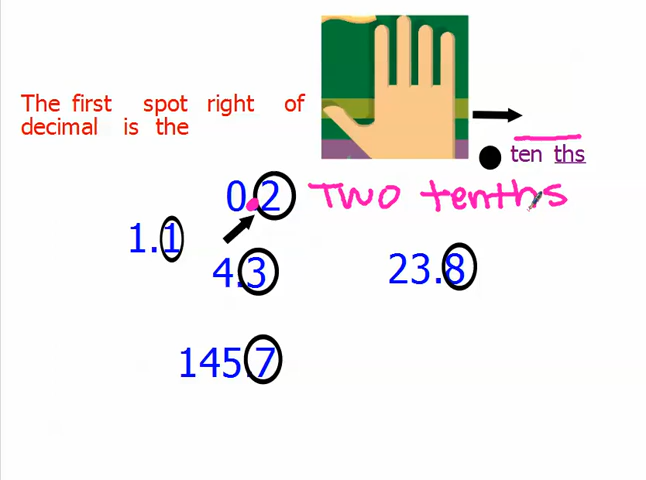 The first spot right of
decimal is the
ten ths
0.2 Two tenths
1.1
4.3
23.8
145.7